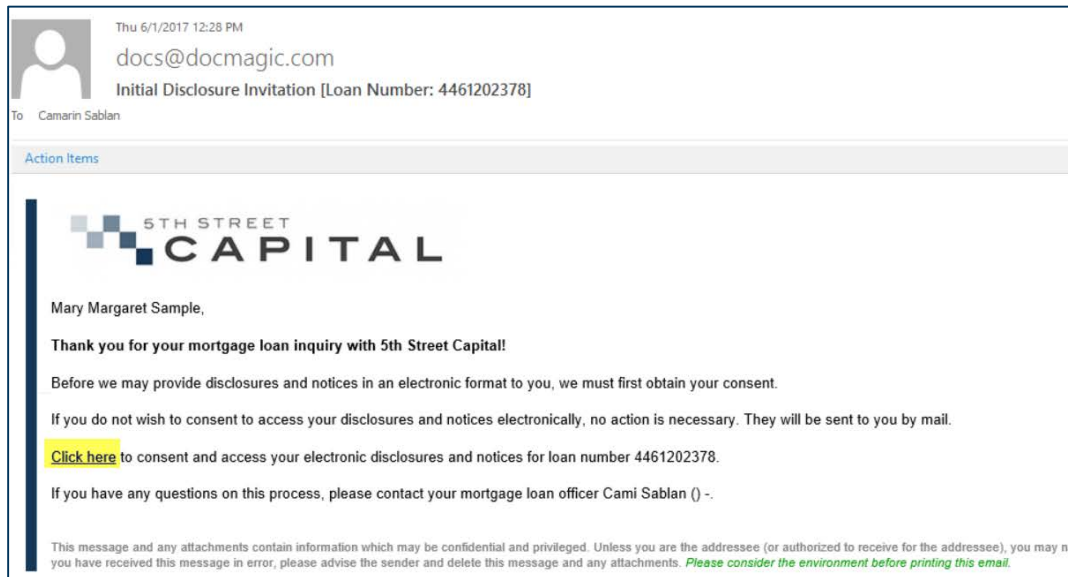 Thu 6/1/2017 12:28 PM
docs@docmagic.com
Initial Disclosure Invitation [Loan Number: 4461202378]
To Camarin Sablan
Action Items
5TH STREET
CAPITAL
Mary Margaret Sample,
Thank you for your mortgage loan inquiry with 5th Street Capital!
Before we may provide disclosures and notices in an electronic format to you, we must first obtain your consent.
If you do not wish to consent to access your disclosures and notices electronically, no action is necessary. They will be sent to you by mail.
Click here to consent and access your electronic disclosures and notices for loan number 4461202378.
If you have any questions on this process, please contact your mortgage loan officer Cami Sablan () -.
This message and any attachments contain information which may be confidential and privileged. Unless you are the addressee (or authorized to receive for the addressee), you may
you have received this message in error, please advise the sender and delete this message and any attachments. Please consider the environment before printing this email.